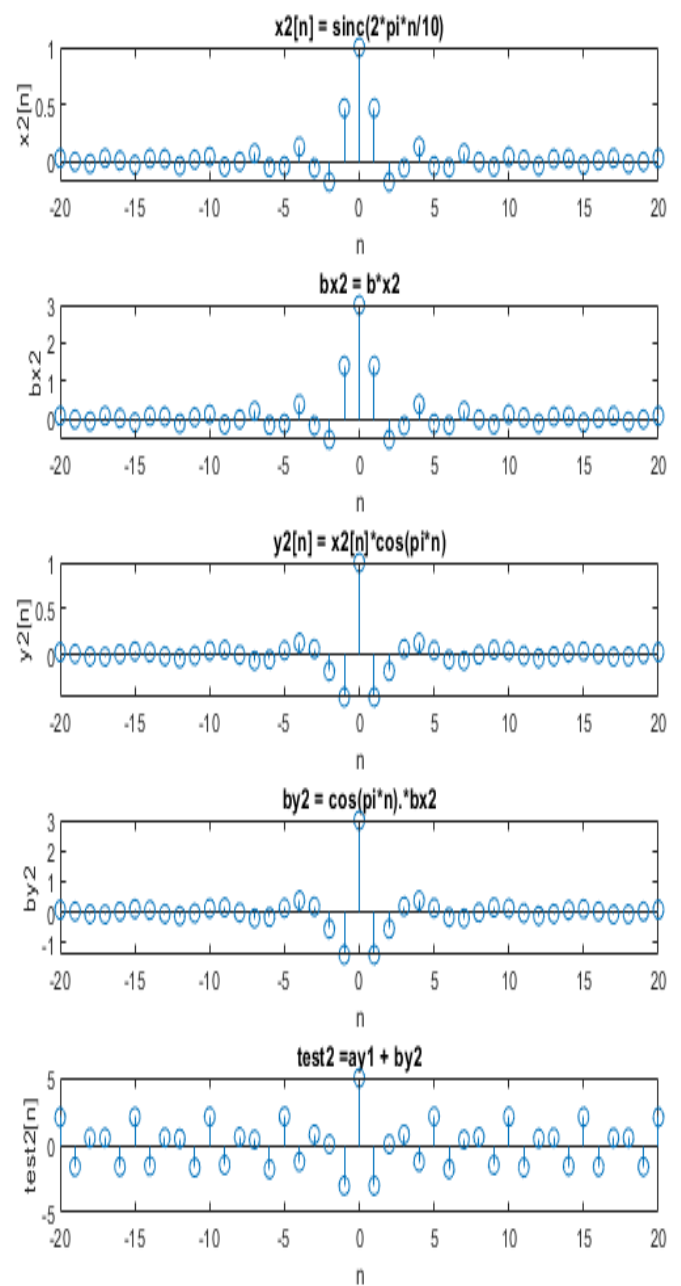 x2[n] = sinc(2*pi*n/10)
1
0.5
0
x2[n]
-20 -15 -10 -5 0 5 10 15 20
n
bx2 = b*x2
3
2
1
0
bx2
-20 -15 -10 -5 0 5 10 15 20
n
y2[n] = x2[n]*cos(pi*n)
1
0.5
0
y2[n]
-20 -15 -10 -5 0 5 10 15 20
n
by2 = cos(pi*n).*bx2
3
2
1
0
-1
by2
-20 -15 -10 -5 0 5 10 15 20
n
test2 =ay1 + by2
5
0
-5
test2[n]
-20 -15 -10 -5 0 5 10 15 20
n